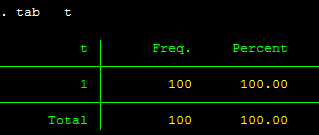 . tab t
t Freq. Percent
1 100 100.00
Total 100 100.00